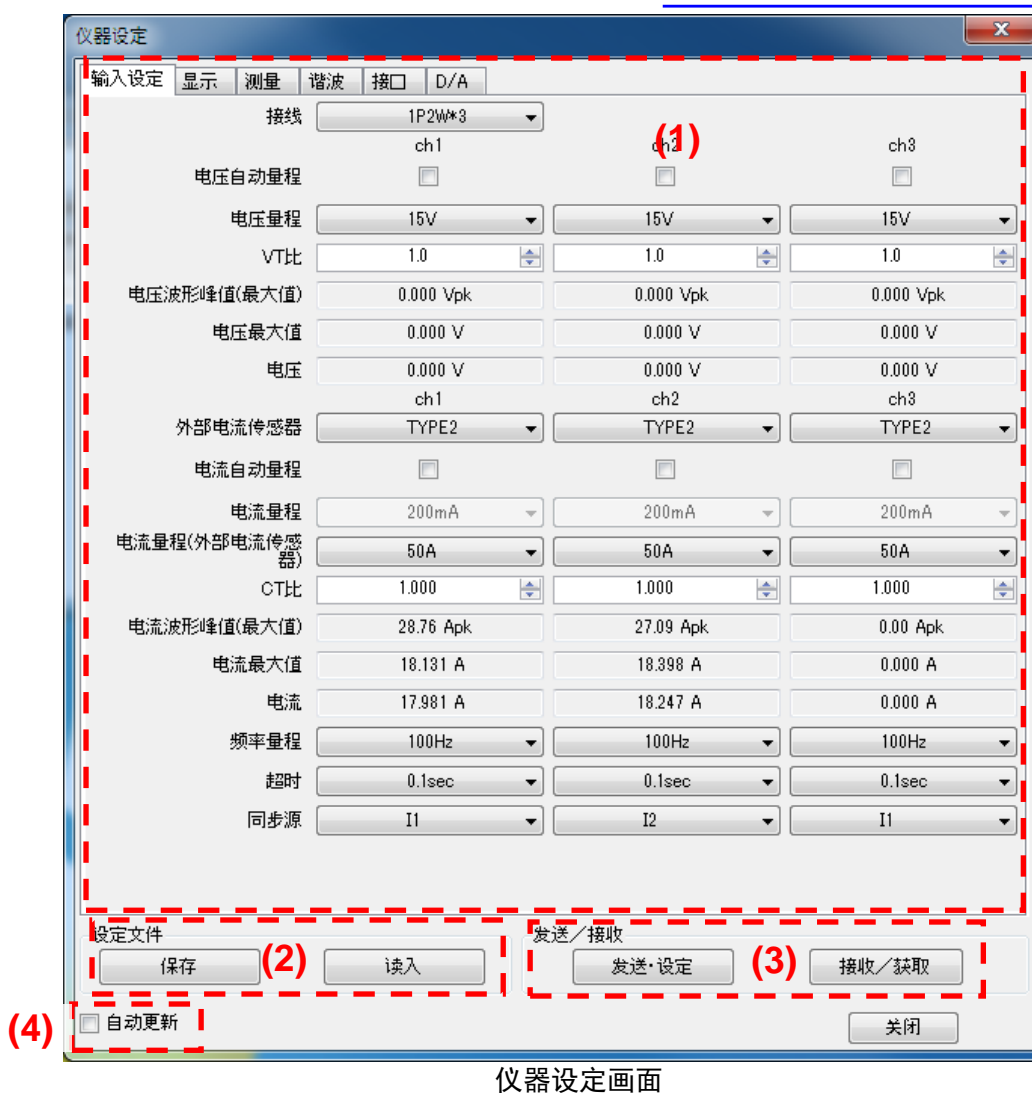 仪器设定
输入设定 显示 测量 谐波 接口 D/A
接线 1P2W*3
(1)
ch1 ch2 ch3
电压自动量程
电压量程 15V 15V 15V
VT比 1.0 1.0 1.0
电压波形峰值(最大值) 0.000 Vpk 0.000 Vpk 0.000 Vpk
电压最大值 0.000 V 0.000 V 0.000 V
电压 0.000 V 0.000 V 0.000 V
ch1 ch2 ch3
外部电流传感器 TYPE2 TYPE2 TYPE2
电流自动量程
电流量程 200mA 200mA 200mA
电流量程(外部电流传感
器) 50A 50A 50A
CT比 1.000 1.000 1.000
电流波形峰值(最大值) 28.76 Apk 27.09 Apk 0.00 Apk
电流最大值 18.131 A 18.398 A 0.000 A
电流 17.981 A 18.247 A 0.000 A
频率量程 100Hz 100Hz 100Hz
超时 0.1sec 0.1sec 0.1sec
同步源 I1 I2 I1
设定文件 发送/接收
保存 (2) 读入 发送·设定 (3) 接收/获取
(4) 自动更新 关闭
仪器设定画面